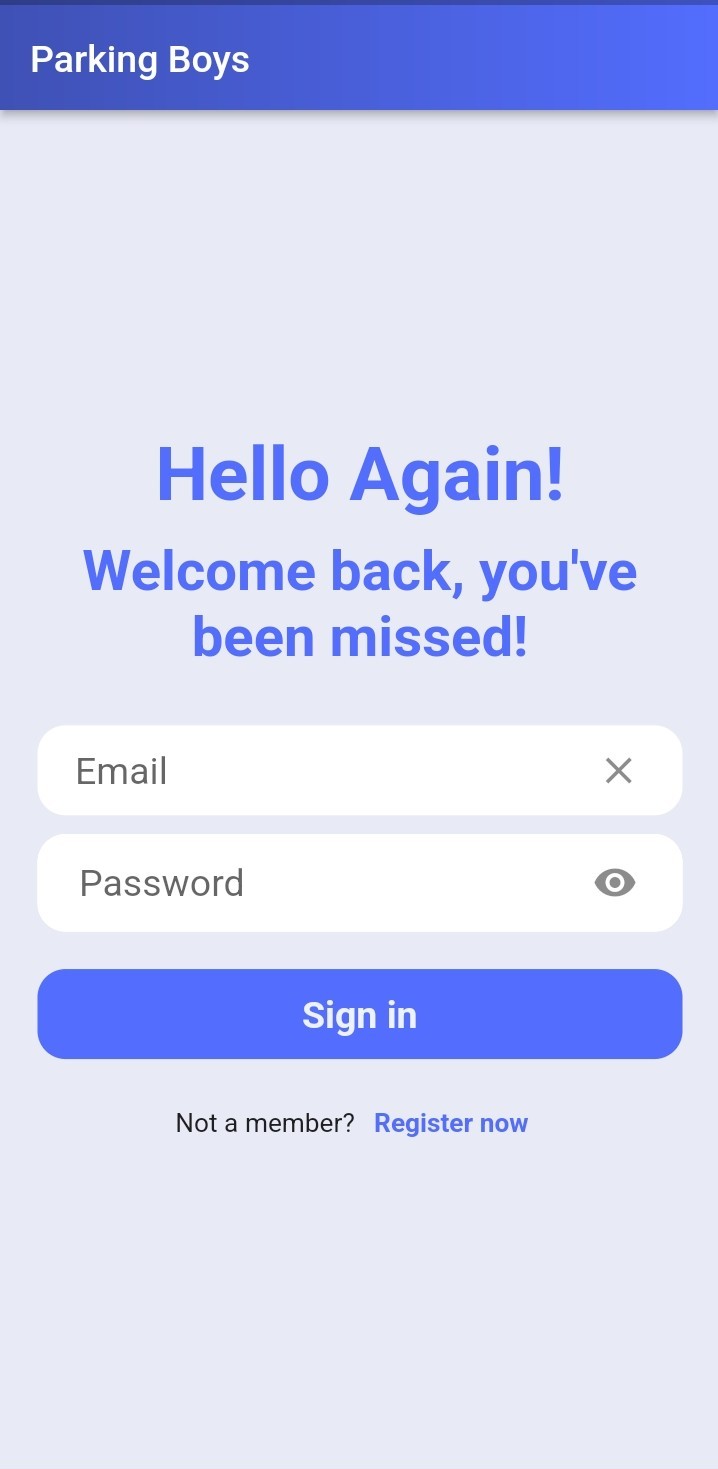 Parking Boys
Hello Again!
Welcome back, you've
been missed!
Email
Password
Sign in
Not a member? Register now